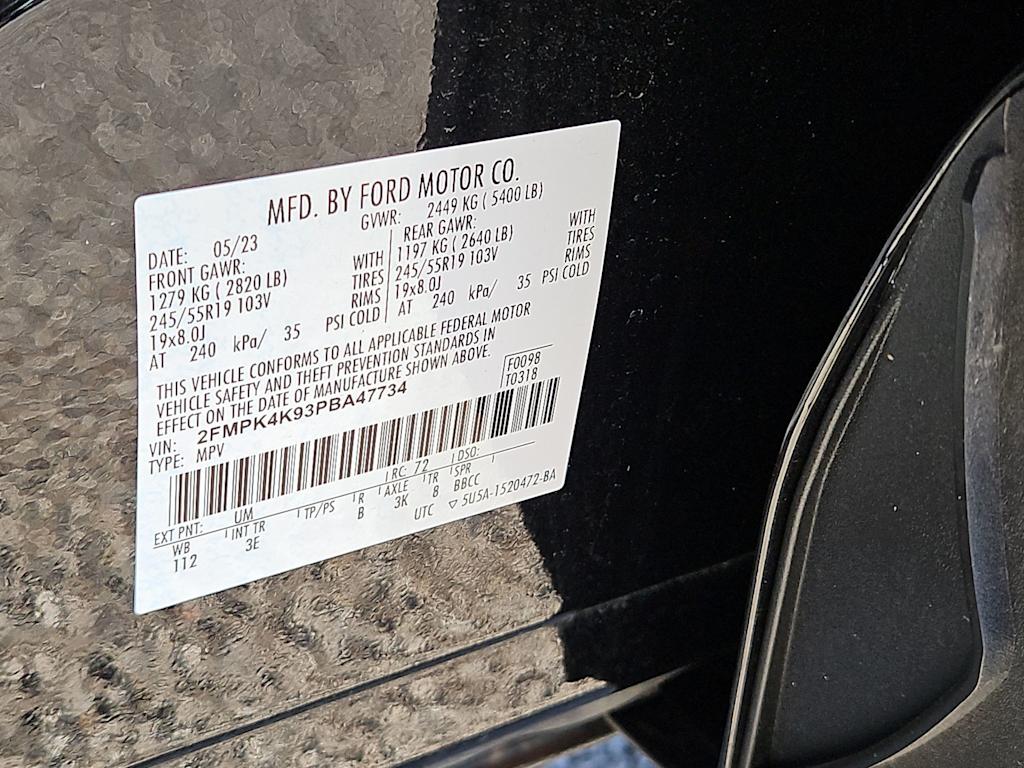 MFD. BY FORD MOTOR CO.
DATE: 05/23 GVWR: 2449 KG ( 5400 LB)
FRONT GAWR: REAR GAWR:
1279 KG ( 2820 LB) WITH 1197 KG ( 2640 LB) WITH
245/55R19 103V TIRES 245/55R19 103V TIRES
19x8.0J RIMS 19x8.0J RIMS
AT 240 kPa/ 35 PSI COLD AT 240 kPa/ 35 PSI COLD
THIS VEHICLE CONFORMS TO ALL APPLICABLE FEDERAL MOTOR
VEHICLE SAFETY AND THEFT PREVENTION STANDARDS IN
EFFECT ON THE DATE OF MANUFACTURE SHOWN ABOVE.
VIN: 2FMPK4K93PBA47734 F0098
TYPE: MPV T0318
EXT PNT: UM RC: 72 DSO:
WB INT TR TP/PS R AXLE TR SPR
112 3E B 3K B BBCC
UTC ▽ 5U5A-1520472-BA